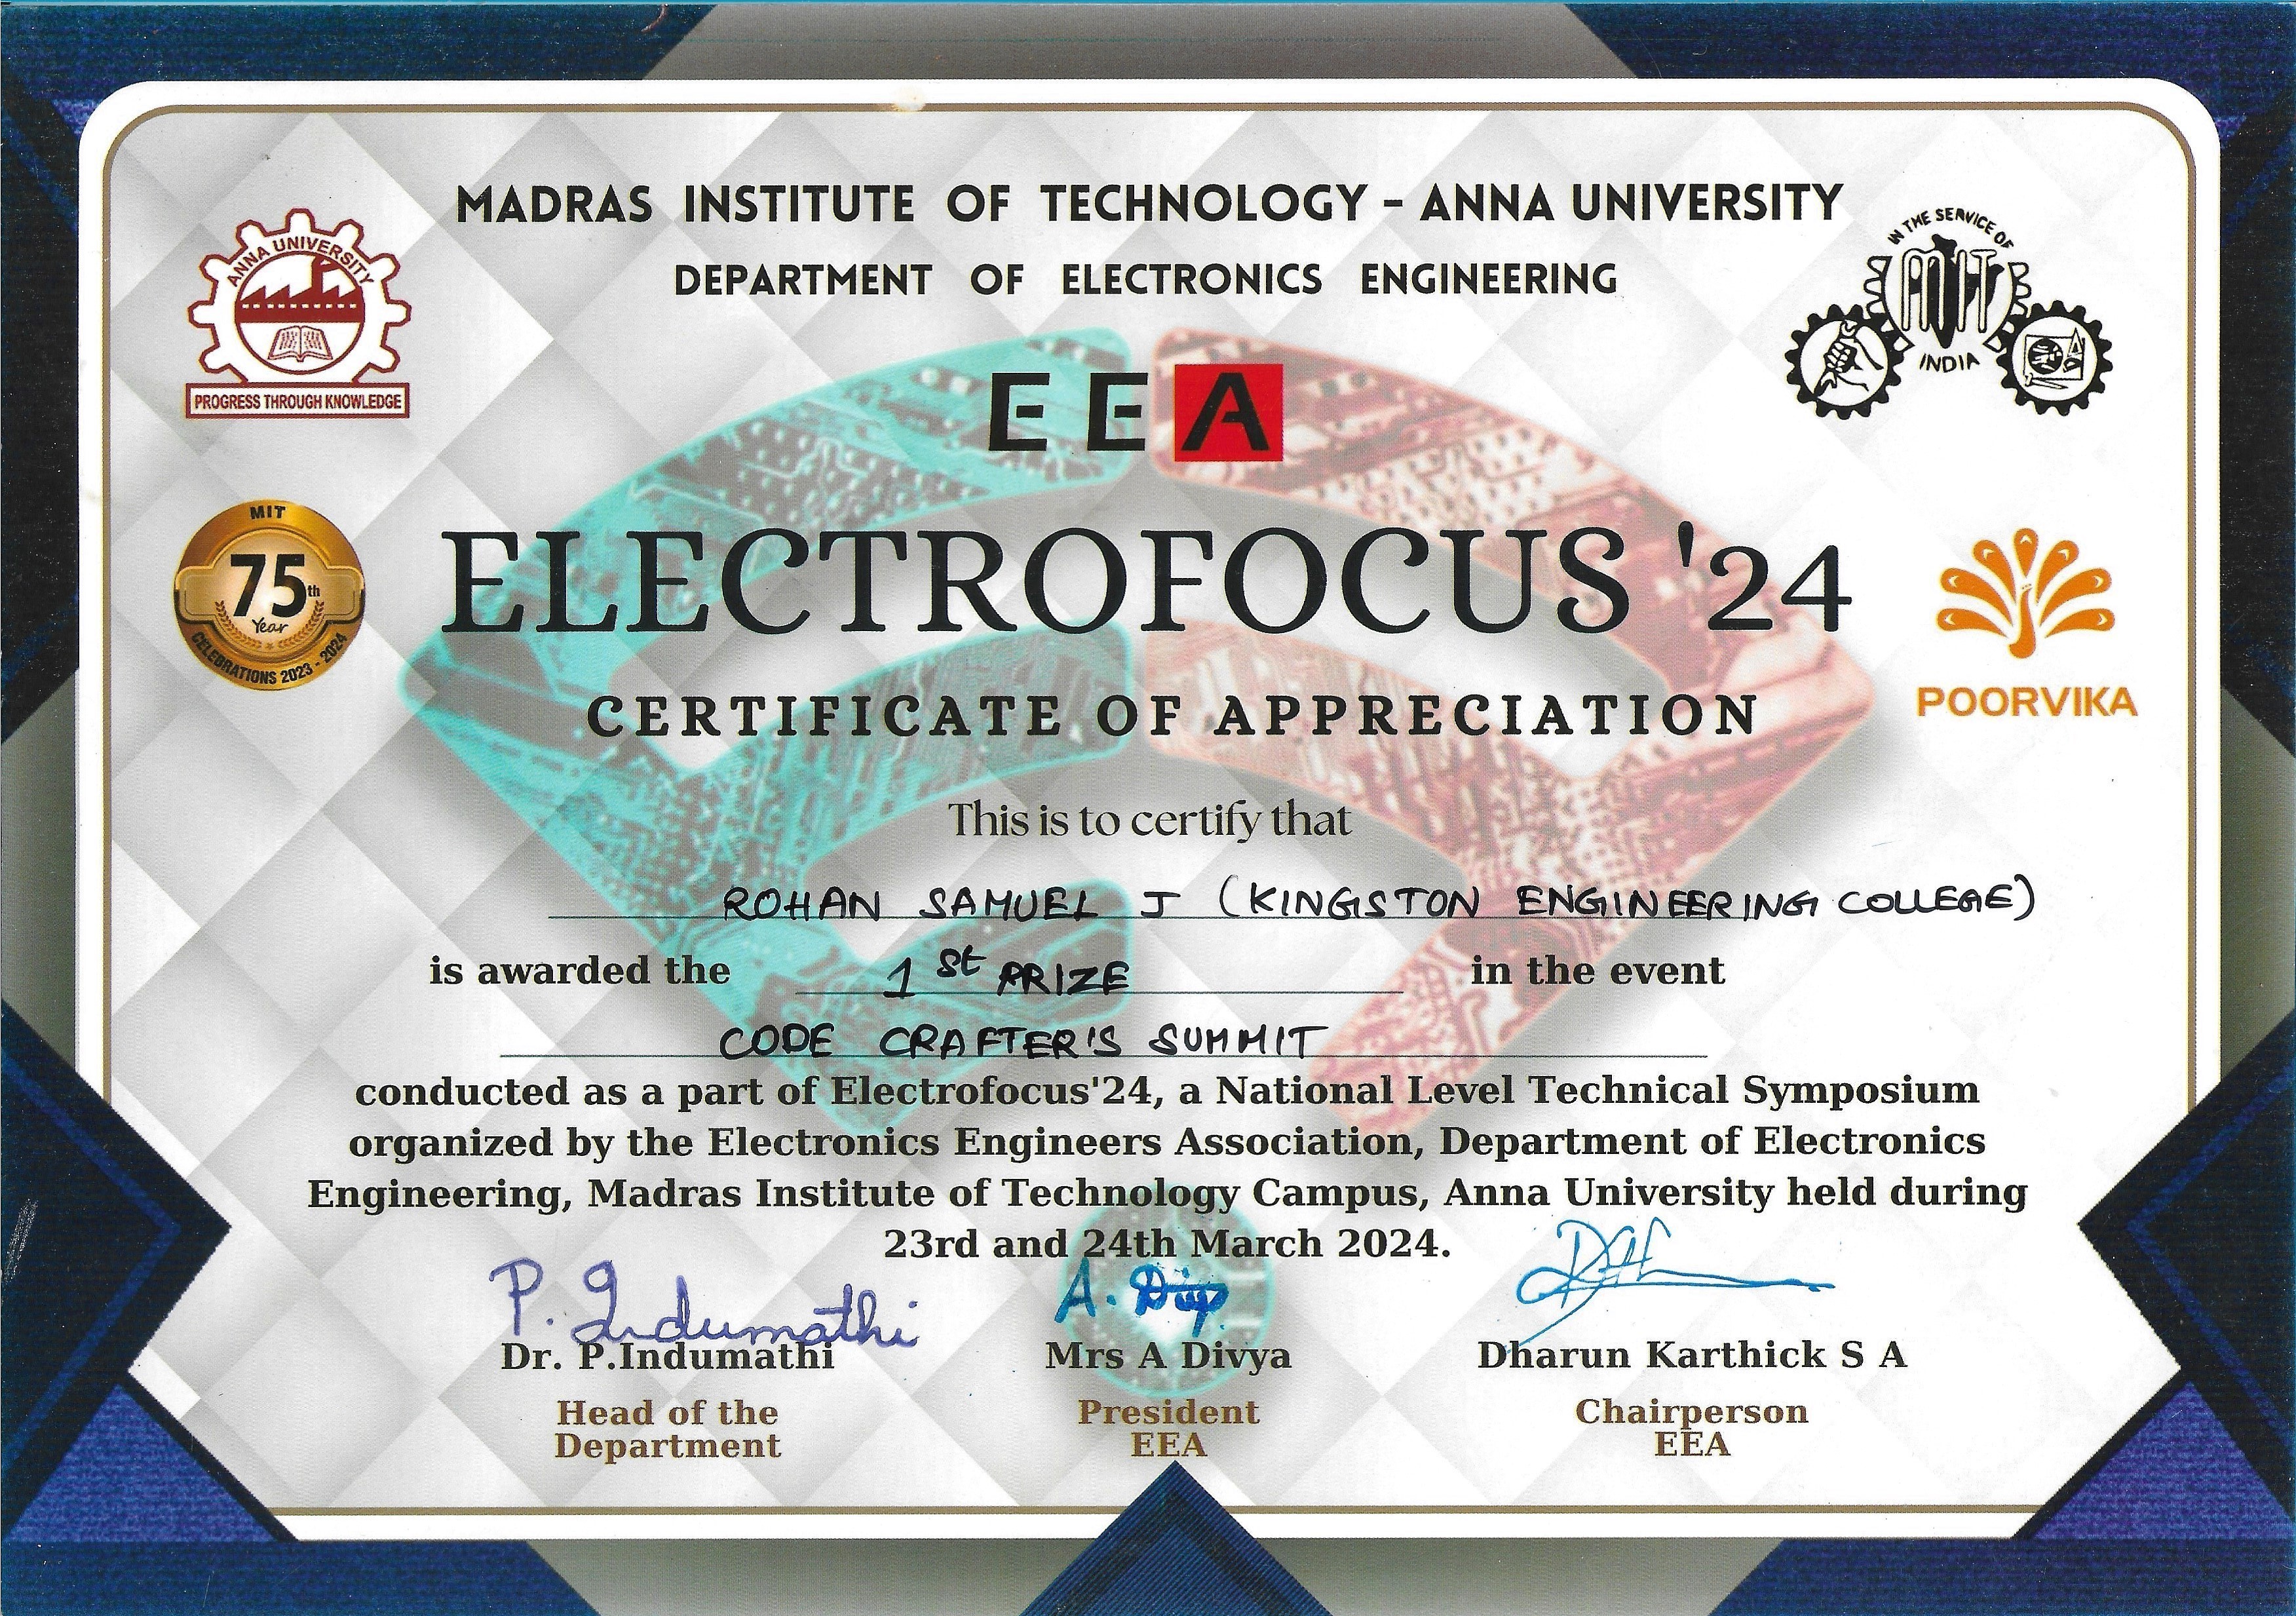 MADRAS INSTITUTE OF TECHNOLOGY - ANNA UNIVERSITY
DEPARTMENT OF ELECTRONICS ENGINEERING
ANNA UNIVERSITY
PROGRESS THROUGH KNOWLEDGE
IN THE SERVICE OF
MIT
INDIA
EEA
MIT
75th
Year
CELEBRATIONS 2023 - 2024
ELECTROFOCUS '24
POORVIKA
CERTIFICATE OF APPRECIATION
This is to certify that
ROHAN SAMUEL J (KINGSTON ENGINEERING COLLEGE)
is awarded the 1st PRIZE in the event
CODE CRAFTER'S SUMMIT
conducted as a part of Electrofocus'24, a National Level Technical Symposium
organized by the Electronics Engineers Association, Department of Electronics
Engineering, Madras Institute of Technology Campus, Anna University held during
23rd and 24th March 2024.
P. Indumathi
Dr. P.Indumathi
Head of the
Department
Mrs A Divya
President
EEA
Dharun Karthick S A
Chairperson
EEA